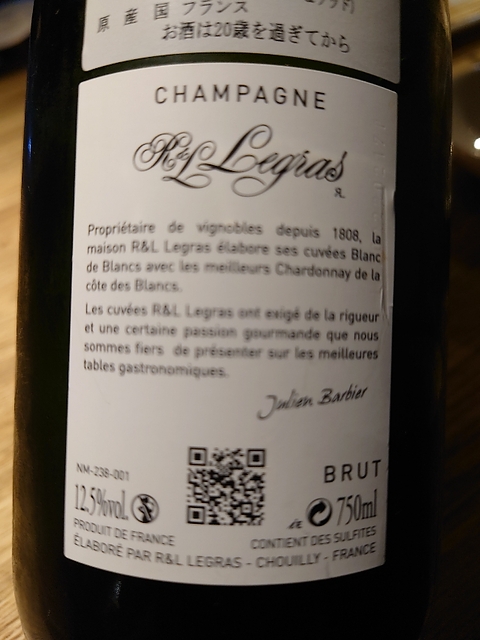 原産国 フランス
お酒は20歳を過ぎてから
CHAMPAGNE
R&L Legras
Propriétaire de vignobles depuis 1808, la
maison R&L Legras élabore ses cuvées Blanc
de Blancs avec les meilleurs Chardonnay de la
côte des Blancs.
Les cuvées R&L Legras ont exigé de la rigueur
et une certaine passion gourmande que nous
sommes fiers de présenter sur les meilleures
tables gastronomiques.
Julien Barbier
NM-238-001
BRUT
12.5%vol. e 750ml
PRODUIT DE FRANCE CONTIENT DES SULFITES
ÉLABORÉ PAR R&L LEGRAS - CHOUILLY - FRANCE